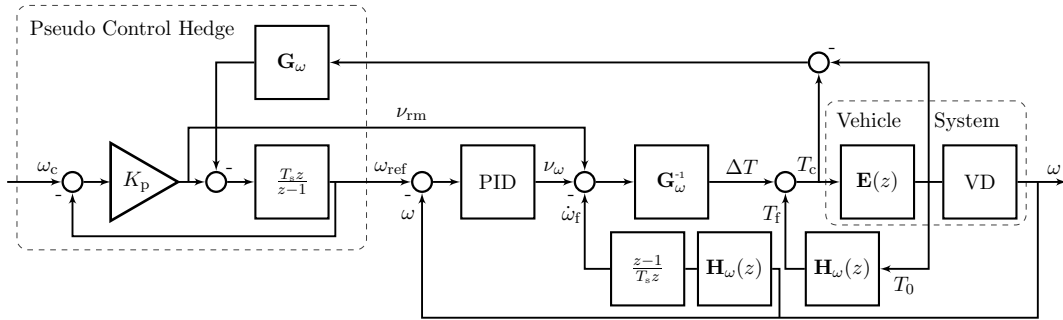 Pseudo Control Hedge
G_ω
-
ν_rm
Vehicle System
ω_c
-
K_p
-
T_s z / z−1
ω_ref
-
ω
PID
ν_ω
-
ω̇_f
G_ω^-1
ΔT
T_c
T_f
E(z)
VD
ω
z−1 / T_s z
H_ω(z)
H_ω(z)
T_0